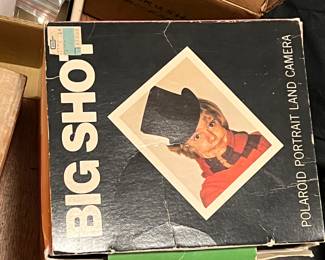 BIG SHOT
POLAROID PORTRAIT LAND CAMERA